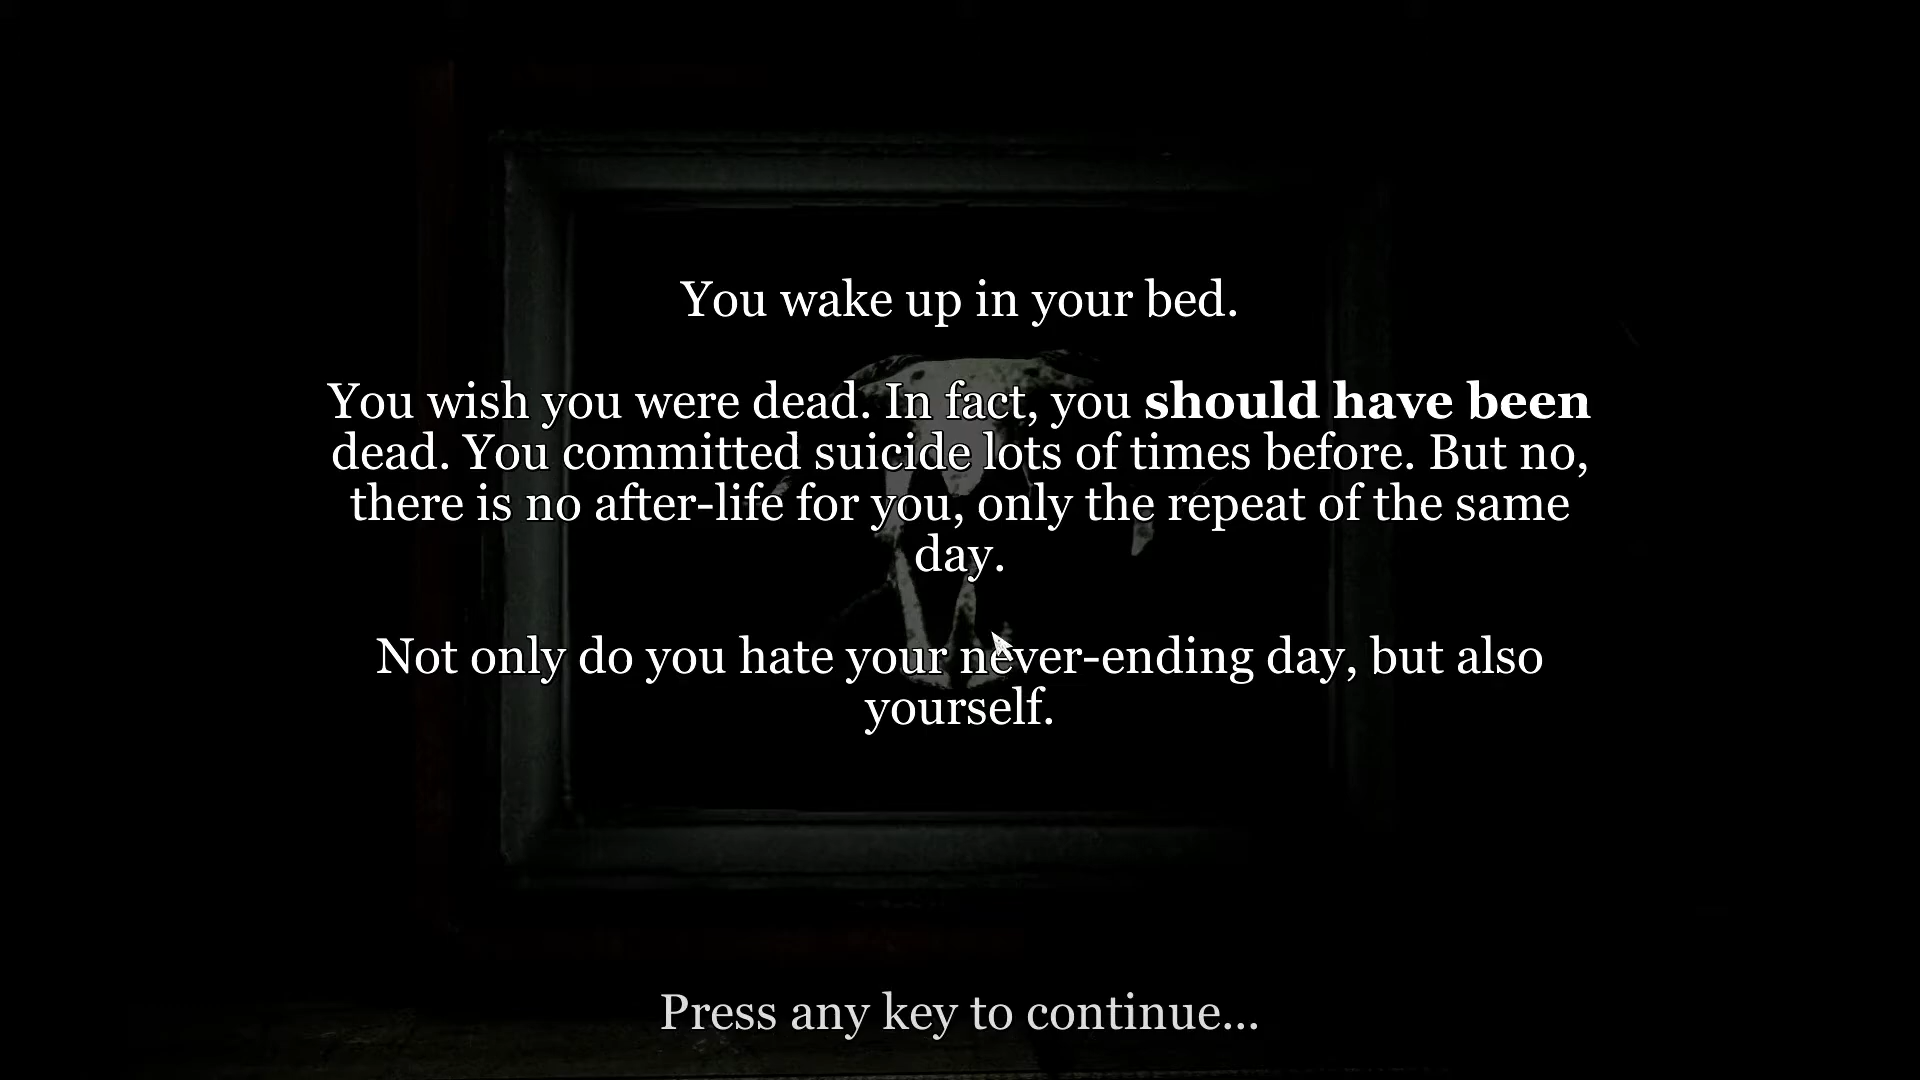 You wake up in your bed.
You wish you were dead. In fact, you should have been
dead. You committed suicide lots of times before. But no,
there is no after-life for you, only the repeat of the same
day.
Not only do you hate your never-ending day, but also
yourself.
Press any key to continue...